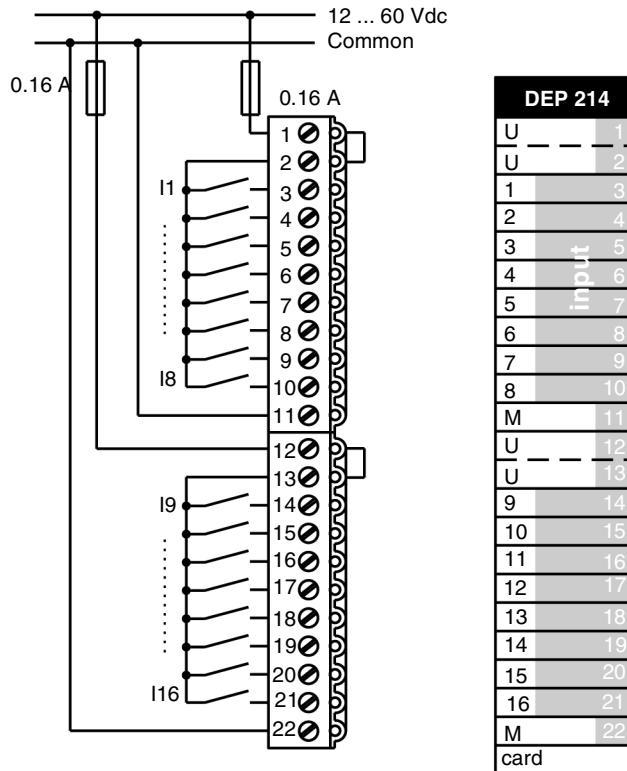 12 ... 60 Vdc
Common
0.16 A
0.16 A
1
2
I1
3
4
5
6
7
8
9
I8
10
11
12
13
I9
14
15
16
17
18
19
20
I16
21
22
DEP 214
U 1
U 2
1 3
2 4
3 5
4 6
5 7
6 8
7 9
8 10
M 11
U 12
U 13
9 14
10 15
11 16
12 17
13 18
14 19
15 20
16 21
M 22
input
card